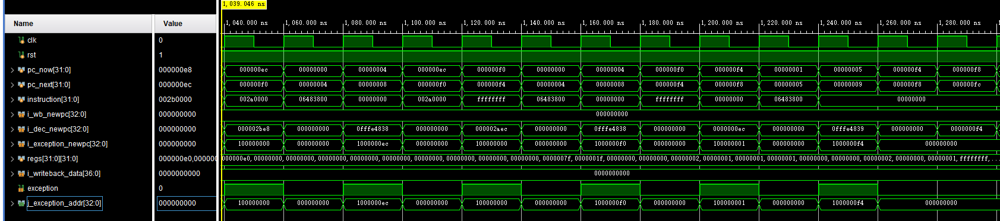 1,039.046 ns
Name Value
1,040.000 ns 1,060.000 ns 1,080.000 ns 1,100.000 ns 1,120.000 ns 1,140.000 ns 1,160.000 ns 1,180.000 ns 1,200.000 ns 1,220.000 ns 1,240.000 ns 1,260.000 ns 1,280.000 ns
clk 0
rst 1
pc_now[31:0] 000000e8 000000ec 00000000 00000004 000000ec 000000f0 00000000 00000004 000000f0 000000f4 00000001 00000005 000000f4 000000f8
pc_next[31:0] 000000ec 000000f0 00000004 00000008 000000f0 000000f4 00000004 00000008 000000f4 000000f8 00000005 00000009 000000f8 000000fc
instruction[31:0] 002b0000 002a0000 06483800 00000000 002a0000 ffffffff 06483800 00000000 ffffffff 00000000 06483800 00000000
i_wb_newpc[32:0] 000000000 000000000
i_dec_newpc[32:0] 000000000 000002be8 000000000 0fffe4838 000000000 000002aec 000000000 0fffe4838 000000000 0000000ec 000000000 0fffe4839 000000000 0000000f4
i_exception_newpc[32:0] 000000000 100000000 000000000 1000000ec 000000000 100000000 000000000 1000000f0 000000000 100000001 000000000 1000000f4 000000000
regs[31:0][31:0] 000000e0,000000 000000e0,00000000,00000000,00000000,00000000,00000000,00000000,00000000,00000000,0000007f,0000001f,00000000,00000000,00000002,00000001,00000001,00000001,00000000,00000000,00000002,00000000,00000001,ffffffff,...
i_writeback_data[36:0] 0000000000 0000000000
exception 0
j_exception_addr[32:0] 000000000 100000000 000000000 1000000ec 000000000 100000000 000000000 1000000f0 000000000 100000001 000000000 1000000f4 000000000